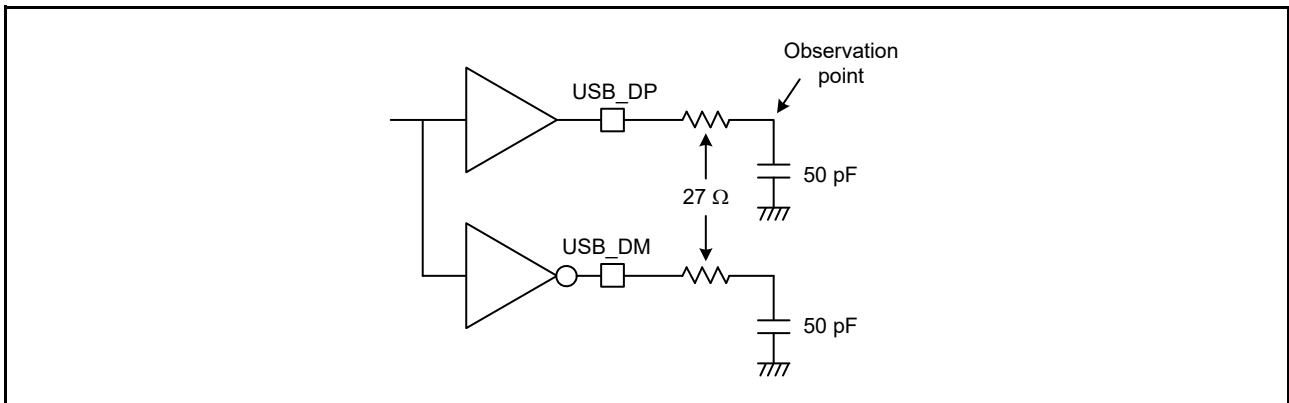 Observation
point
USB_DP
50 pF
27 Ω
USB_DM
50 pF